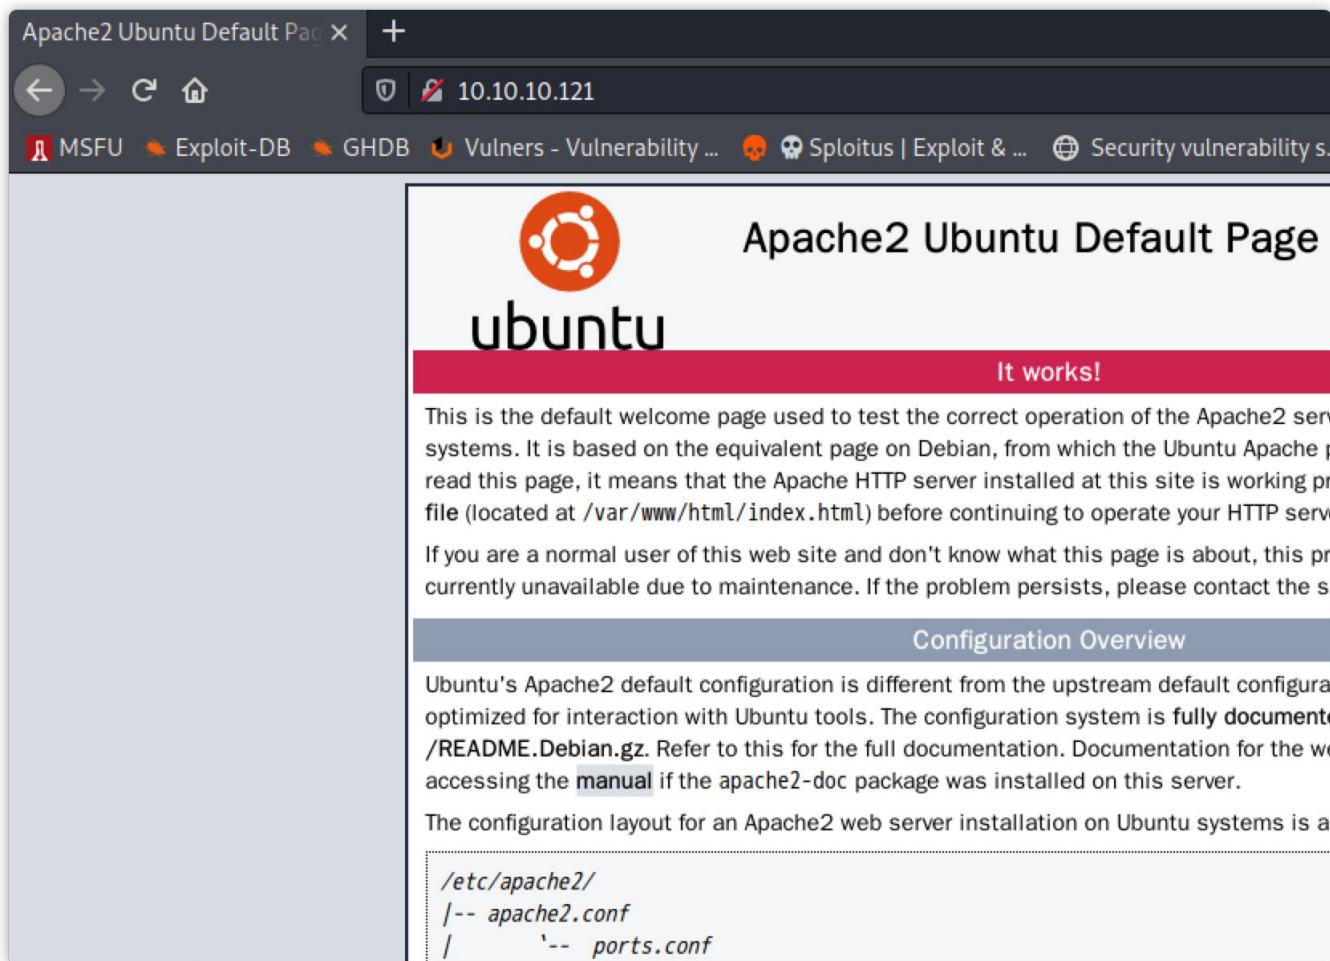 Apache2 Ubuntu Default Pag
10.10.10.121
MSFU Exploit-DB GHDB Vulners - Vulnerability ... Sploitus | Exploit & ... Security vulnerability s.
ubuntu
Apache2 Ubuntu Default Page
It works!
This is the default welcome page used to test the correct operation of the Apache2
systems. It is based on the equivalent page on Debian, from which the Ubuntu Apache
read this page, it means that the Apache HTTP server installed at this site is working
file (located at /var/www/html/index.html) before continuing to operate your HTTP
If you are a normal user of this web site and don't know what this page is about, this
currently unavailable due to maintenance. If the problem persists, please contact the
Configuration Overview
Ubuntu's Apache2 default configuration is different from the upstream default
optimized for interaction with Ubuntu tools. The configuration system is fully
/README.Debian.gz. Refer to this for the full documentation. Documentation for the
accessing the manual if the apache2-doc package was installed on this server.
The configuration layout for an Apache2 web server installation on Ubuntu systems is
/etc/apache2/
|-- apache2.conf
|       `--  ports.conf